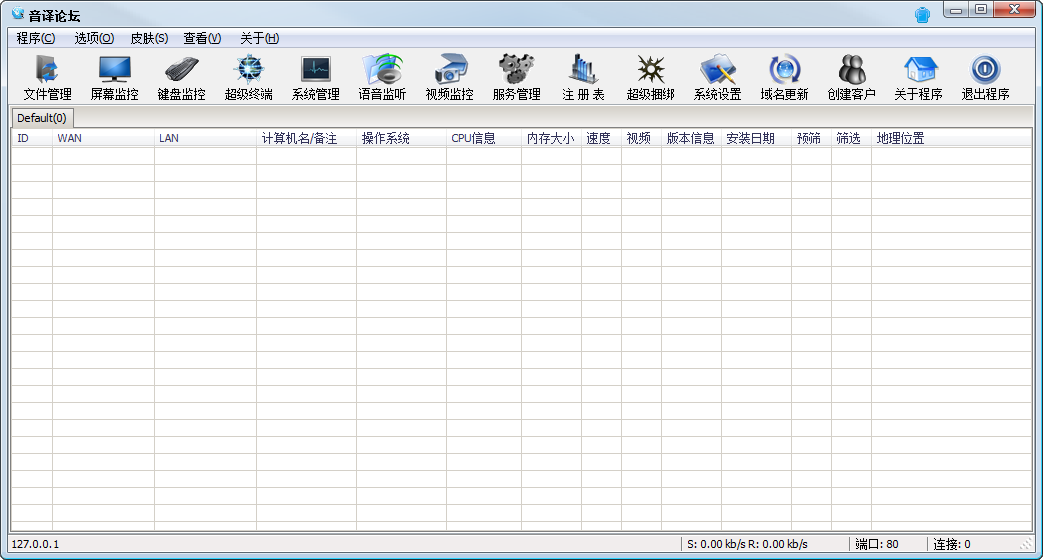 音译论坛
程序(C) 选项(O) 皮肤(S) 查看(V) 关于(H)
文件管理 屏幕监控 键盘监控 超级终端 系统管理 语音监听 视频监控 服务管理 注 册 表 超级捆绑 系统设置 域名更新 创建客户 关于程序 退出程序
Default(0)
ID WAN LAN 计算机名/备注 操作系统 CPU信息 内存大小 速度 视频 版本信息 安装日期 预筛 筛选 地理位置
127.0.0.1 S: 0.00 kb/s R: 0.00 kb/s 端口: 80 连接: 0